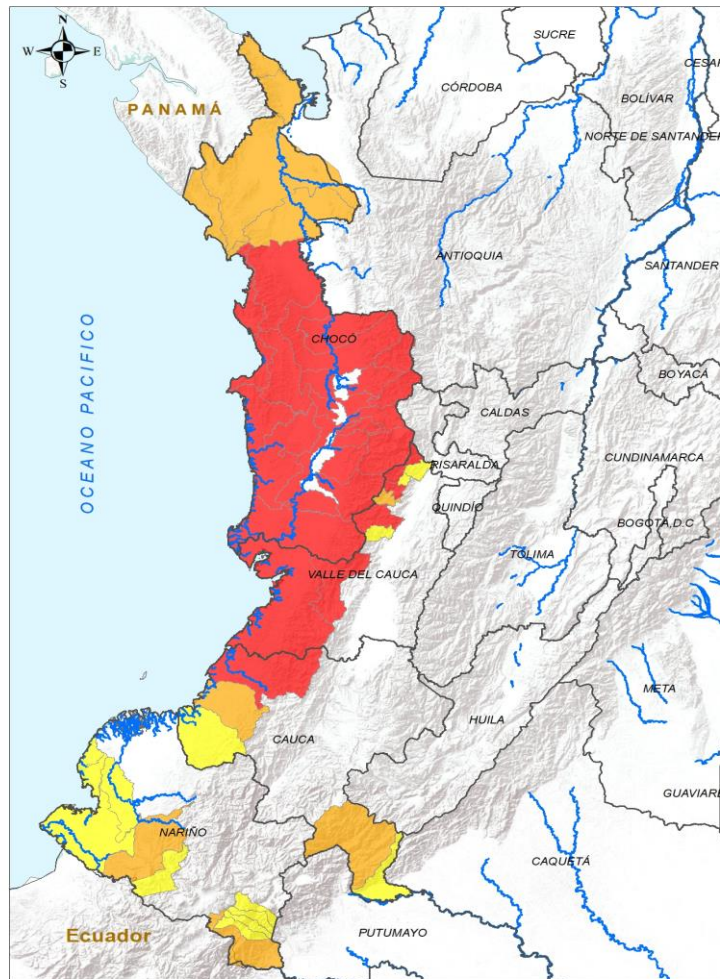 SUCRE
CESAR
N
W
E
S
CÓRDOBA
BOLÍVAR
PANAMÁ
NORTE DE SANTANDER
ANTIOQUIA
SANTANDER
OCEANO PACIFICO
CHOCÓ
BOYACÁ
CALDAS
CUNDINAMARCA
RISARALDA
QUINDÍO
BOGOTÁ, D.C
TOLIMA
VALLE DEL CAUCA
META
HUILA
CAUCA
GUAVIARE
NARIÑO
CAQUETÁ
Ecuador
PUTUMAYO